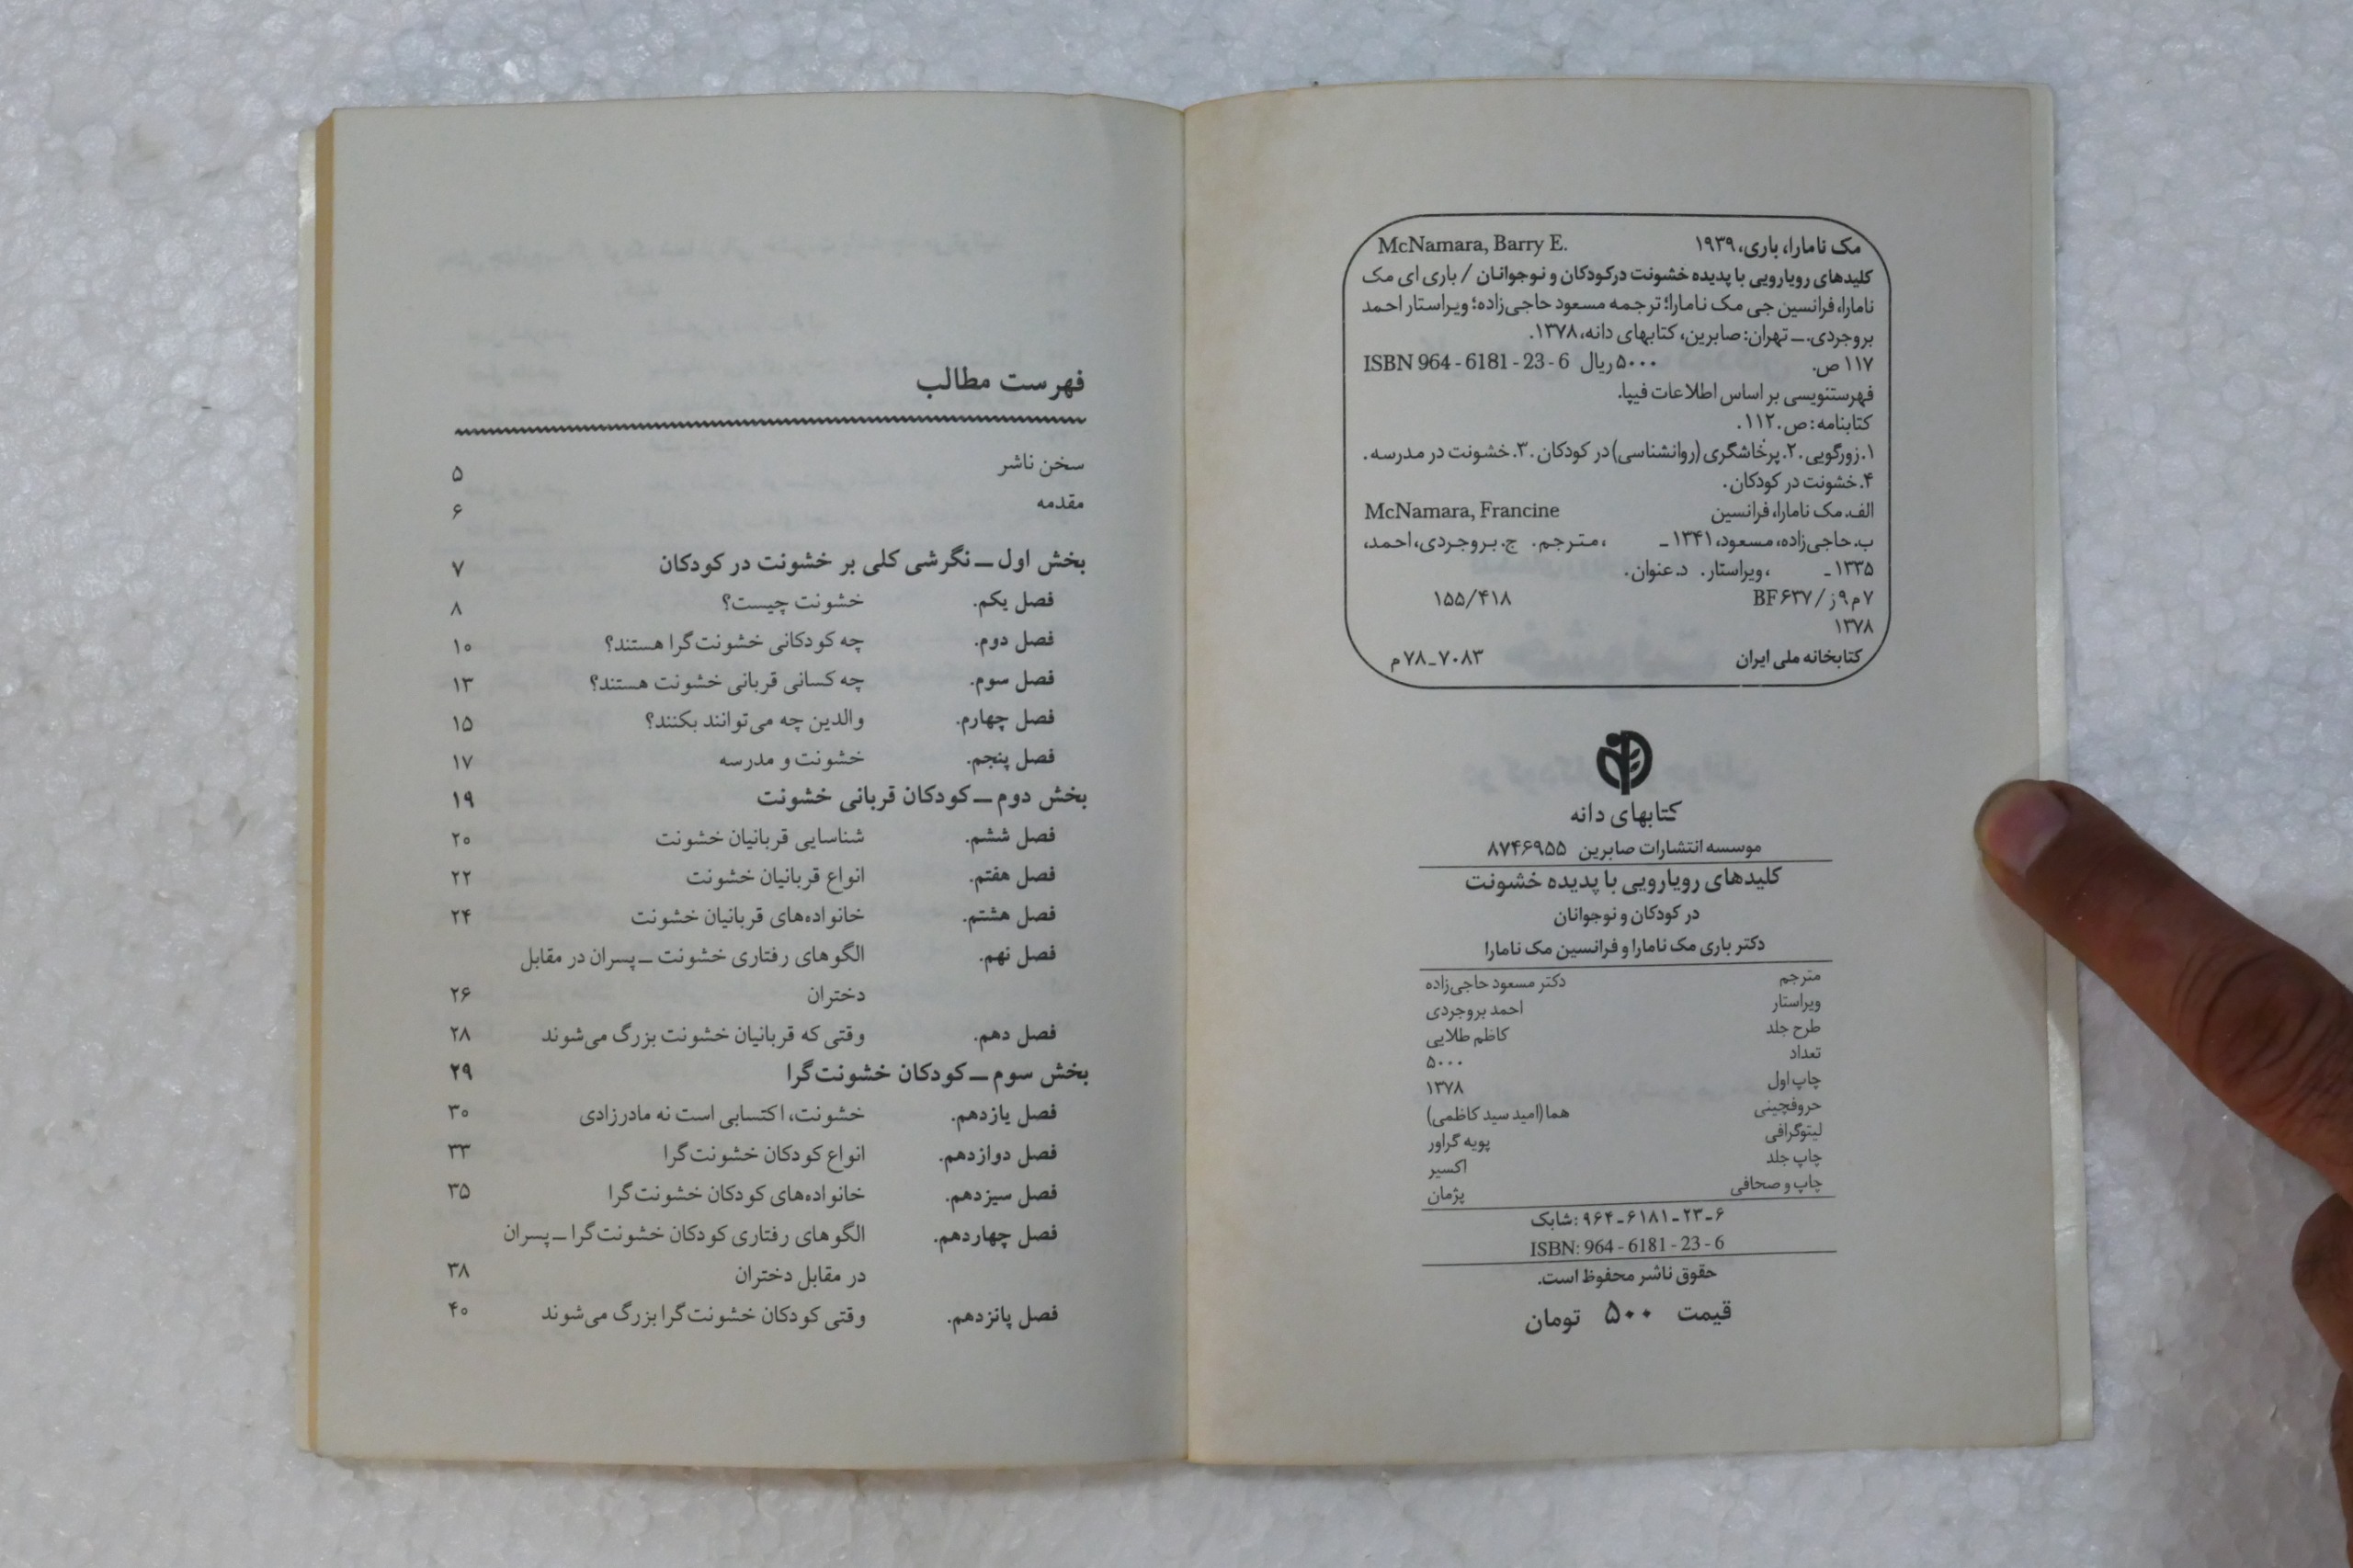 مک نامارا، باری، ۱۹۳۹ McNamara, Barry E.
کلیدهای رویارویی با پدیده خشونت درکودکان و نوجوانان / باری ای مک
نامارا، فرانسین جی مک نامارا؛ ترجمه مسعود حاجی‌زاده؛ ویراستار احمد
بروجردی. ــ تهران: صابرین، کتابهای دانه، ۱۳۷۸.
۱۱۷ ص. ۵۰۰۰ ریال ISBN 964 - 6181 - 23 - 6
فهرستنویسی بر اساس اطلاعات فیپا.
کتابنامه: ص. ۱۱۲.
۱. زورگویی. ۲. پرخاشگری (روانشناسی) در کودکان. ۳. خشونت در مدرسه.
۴. خشونت در کودکان.
الف. مک نامارا، فرانسین McNamara, Francine
ب. حاجی‌زاده، مسعود، ۱۳۴۱ ـ ، مترجم. ج. بروجردی، احمد،
۱۳۳۵ ـ ، ویراستار. د. عنوان.
۷م۹ز / BF ۶۳۷ ۱۵۵/۴۱۸
۱۳۷۸
کتابخانه ملی ایران ۷۰۸۳ـ۷۸م
کتابهای دانه
موسسه انتشارات صابرین ۸۷۴۶۹۵۵
کلیدهای رویارویی با پدیده خشونت
در کودکان و نوجوانان
دکتر باری مک نامارا و فرانسین مک نامارا
مترجم دکتر مسعود حاجی‌زاده
ویراستار احمد بروجردی
طرح جلد کاظم طلایی
تعداد ۵۰۰۰
چاپ اول ۱۳۷۸
حروفچینی هما (امید سید کاظمی)
لیتوگرافی پویه گراور
چاپ جلد اکسیر
چاپ و صحافی پژمان
شابک: ۶-۲۳-۶۱۸۱-۹۶۴
ISBN: 964 - 6181 - 23 - 6
حقوق ناشر محفوظ است.
قیمت ۵۰۰ تومان
فهرست مطالب
سخن ناشر ۵
مقدمه ۶
بخش اول ــ نگرشی کلی بر خشونت در کودکان ۷
فصل یکم. خشونت چیست؟ ۸
فصل دوم. چه کودکانی خشونت‌گرا هستند؟ ۱۰
فصل سوم. چه کسانی قربانی خشونت هستند؟ ۱۳
فصل چهارم. والدین چه می‌توانند بکنند؟ ۱۵
فصل پنجم. خشونت و مدرسه ۱۷
بخش دوم ــ کودکان قربانی خشونت ۱۹
فصل ششم. شناسایی قربانیان خشونت ۲۰
فصل هفتم. انواع قربانیان خشونت ۲۲
فصل هشتم. خانواده‌های قربانیان خشونت ۲۴
فصل نهم. الگوهای رفتاری خشونت ــ پسران در مقابل
دختران ۲۶
فصل دهم. وقتی که قربانیان خشونت بزرگ می‌شوند ۲۸
بخش سوم ــ کودکان خشونت‌گرا ۲۹
فصل یازدهم. خشونت، اکتسابی است نه مادرزادی ۳۰
فصل دوازدهم. انواع کودکان خشونت‌گرا ۳۳
فصل سیزدهم. خانواده‌های کودکان خشونت‌گرا ۳۵
فصل چهاردهم. الگوهای رفتاری کودکان خشونت‌گرا ــ پسران
در مقابل دختران ۳۸
فصل پانزدهم. وقتی کودکان خشونت‌گرا بزرگ می‌شوند ۴۰